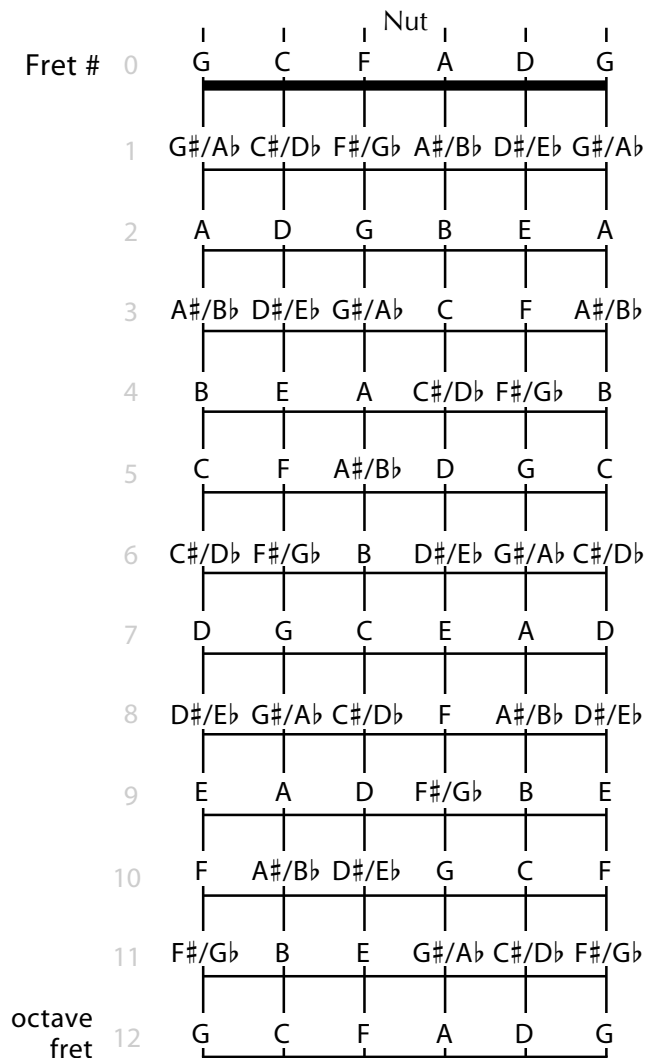 Nut
Fret # 0 G C F A D G
1 G♯/A♭ C♯/D♭ F♯/G♭ A♯/B♭ D♯/E♭ G♯/A♭
2 A D G B E A
3 A♯/B♭ D♯/E♭ G♯/A♭ C F A♯/B♭
4 B E A C♯/D♭ F♯/G♭ B
5 C F A♯/B♭ D G C
6 C♯/D♭ F♯/G♭ B D♯/E♭ G♯/A♭ C♯/D♭
7 D G C E A D
8 D♯/E♭ G♯/A♭ C♯/D♭ F A♯/B♭ D♯/E♭
9 E A D F♯/G♭ B E
10 F A♯/B♭ D♯/E♭ G C F
11 F♯/G♭ B E G♯/A♭ C♯/D♭ F♯/G♭
octave
fret 12 G C F A D G